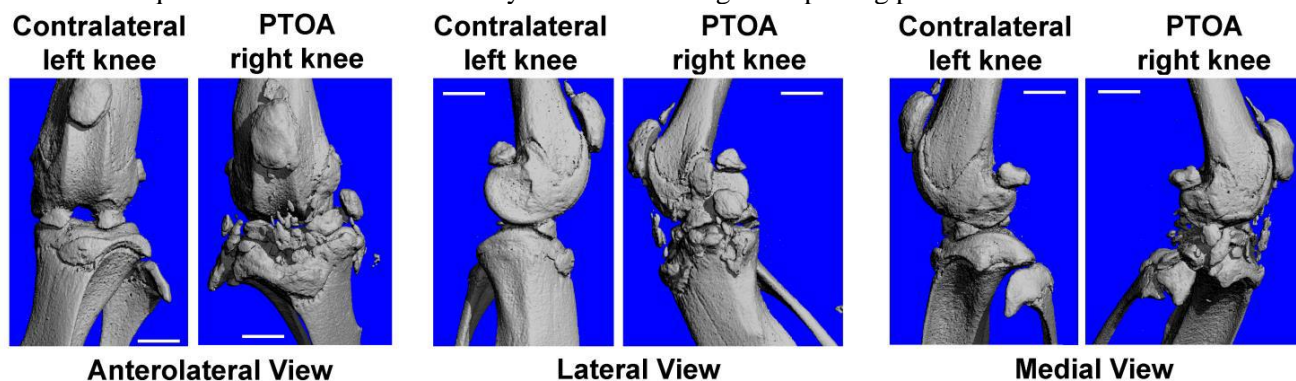 Contralateral left knee
PTOA right knee
Contralateral left knee
PTOA right knee
Contralateral left knee
PTOA right knee
Anterolateral View
Lateral View
Medial View